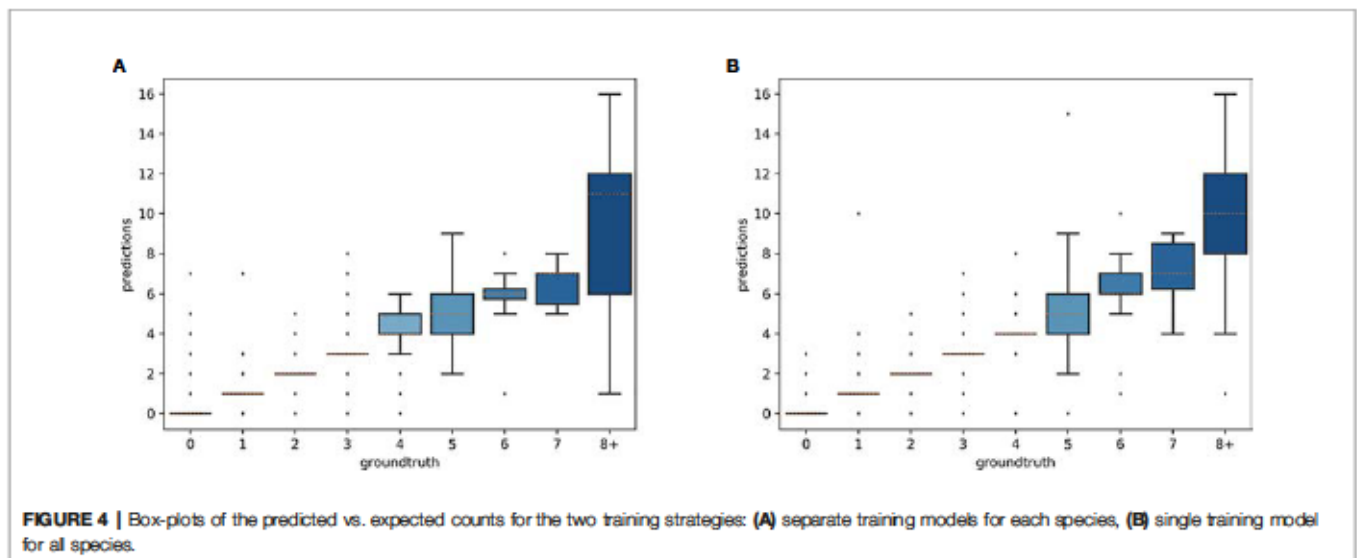 A
B
16
14
12
10
8
6
4
2
0
predictions
0 1 2 3 4 5 6 7 8+
groundtruth
16
14
12
10
8
6
4
2
0
predictions
0 1 2 3 4 5 6 7 8+
groundtruth
FIGURE 4 | Box-plots of the predicted vs. expected counts for the two training strategies: (A) separate training models for each species, (B) single training model
for all species.